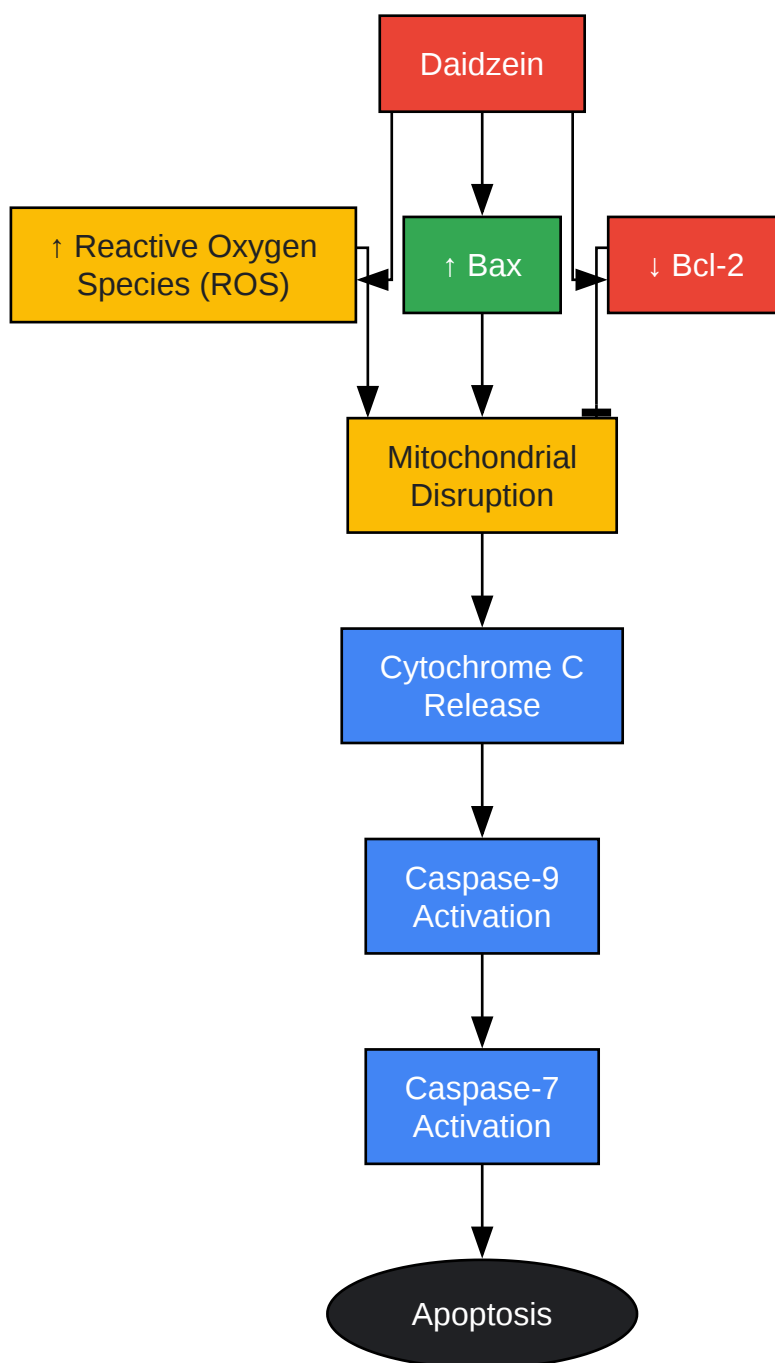 Daidzein
↑ Reactive Oxygen
Species (ROS)
↑ Bax
↓ Bcl-2
Mitochondrial
Disruption
Cytochrome C
Release
Caspase-9
Activation
Caspase-7
Activation
Apoptosis